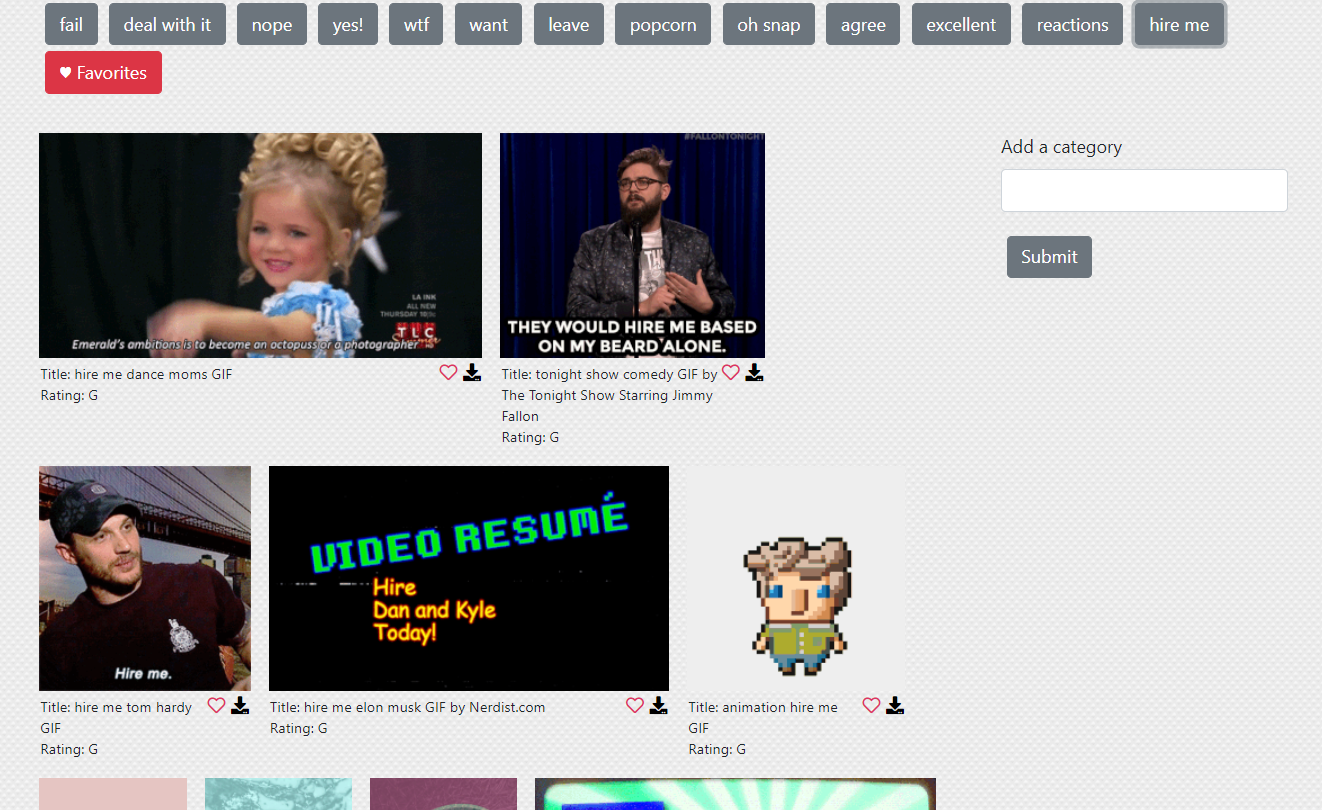 fail deal with it nope yes! wtf want leave popcorn oh snap agree excellent reactions hire me
Favorites
#FALLONTONIGHT
Add a category
Submit
LA INK
ALL NEW
THURSDAY 10|9c
TLC
Summer
Emerald's ambitions is to become an octopuss or a photographer
THEY WOULD HIRE ME BASED
ON MY BEARD ALONE.
Title: hire me dance moms GIF
Rating: G
Title: tonight show comedy GIF by
The Tonight Show Starring Jimmy
Fallon
Rating: G
Hire me.
VIDEO RESUMÉ
Hire
Dan and Kyle
Today!
Title: hire me tom hardy
GIF
Rating: G
Title: hire me elon musk GIF by Nerdist.com
Rating: G
Title: animation hire me
GIF
Rating: G